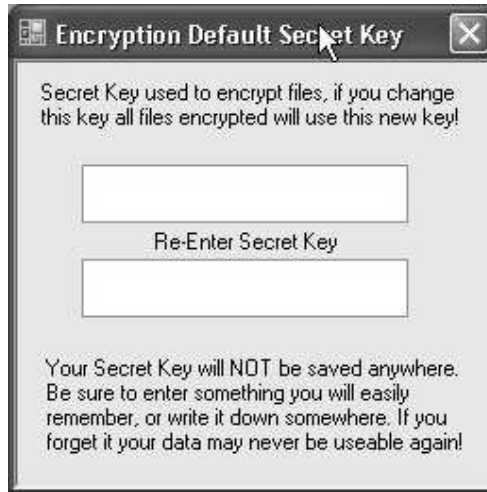 Encryption Default Secret Key
Secret Key used to encrypt files, if you change
this key all files encrypted will use this new key!
Re-Enter Secret Key
Your Secret Key will NOT be saved anywhere.
Be sure to enter something you will easily
remember, or write it down somewhere. If you
forget it your data may never be useable again!